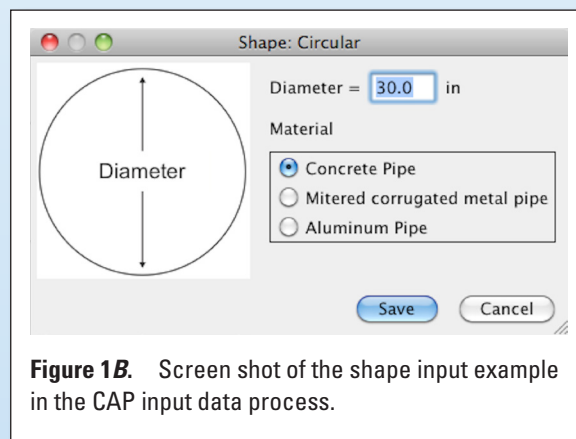 Shape: Circular
Diameter
Diameter = 30.0 in
Material
Concrete Pipe
Mitered corrugated metal pipe
Aluminum Pipe
Save Cancel
Figure 1B. Screen shot of the shape input example
in the CAP input data process.